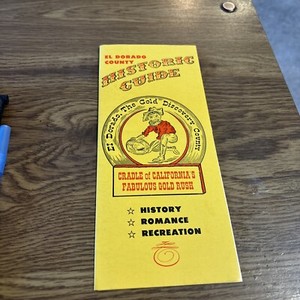 EL DORADO
COUNTY
HISTORIC
GUIDE
El Dorado, The Gold Discovery County
CRADLE of CALIFORNIA'S
FABULOUS GOLD RUSH
☆ HISTORY
☆ ROMANCE
☆ RECREATION